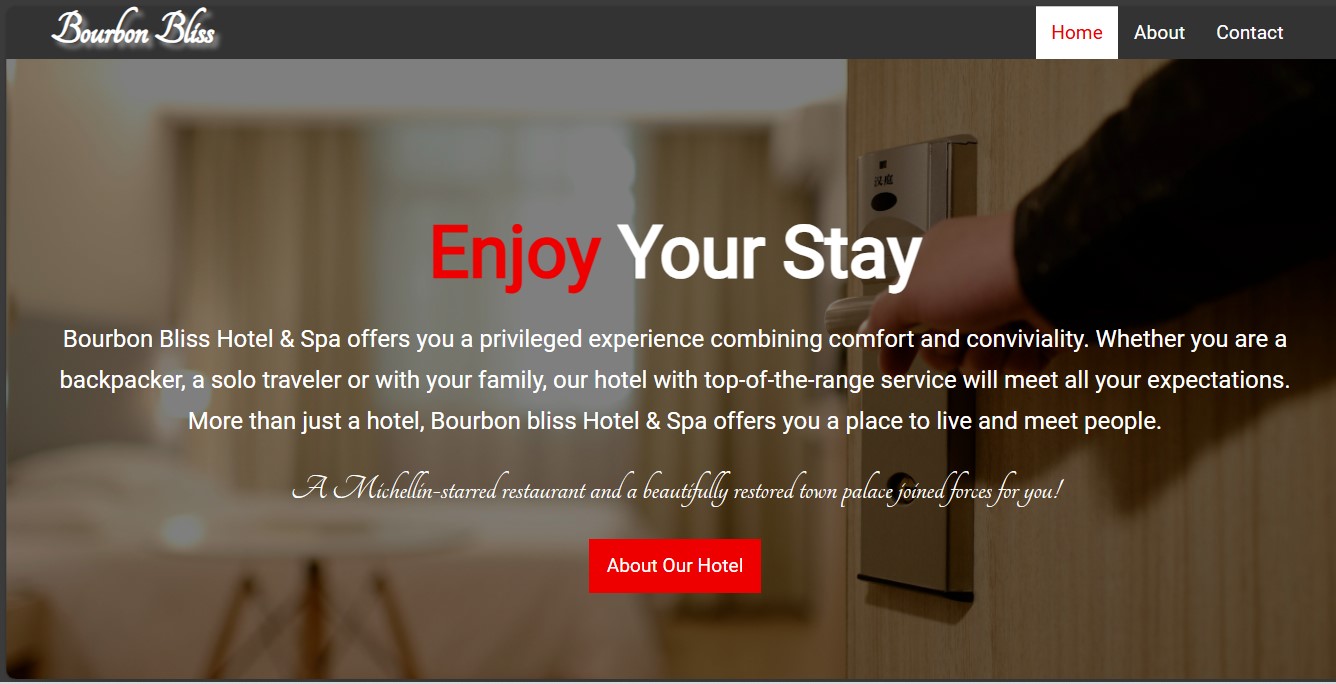 Bourbon Bliss
Home About Contact
汉庭
Enjoy Your Stay
Bourbon Bliss Hotel & Spa offers you a privileged experience combining comfort and conviviality. Whether you are a
backpacker, a solo traveler or with your family, our hotel with top-of-the-range service will meet all your expectations.
More than just a hotel, Bourbon bliss Hotel & Spa offers you a place to live and meet people.
A Michellin-starred restaurant and a beautifully restored town palace joined forces for you!
About Our Hotel